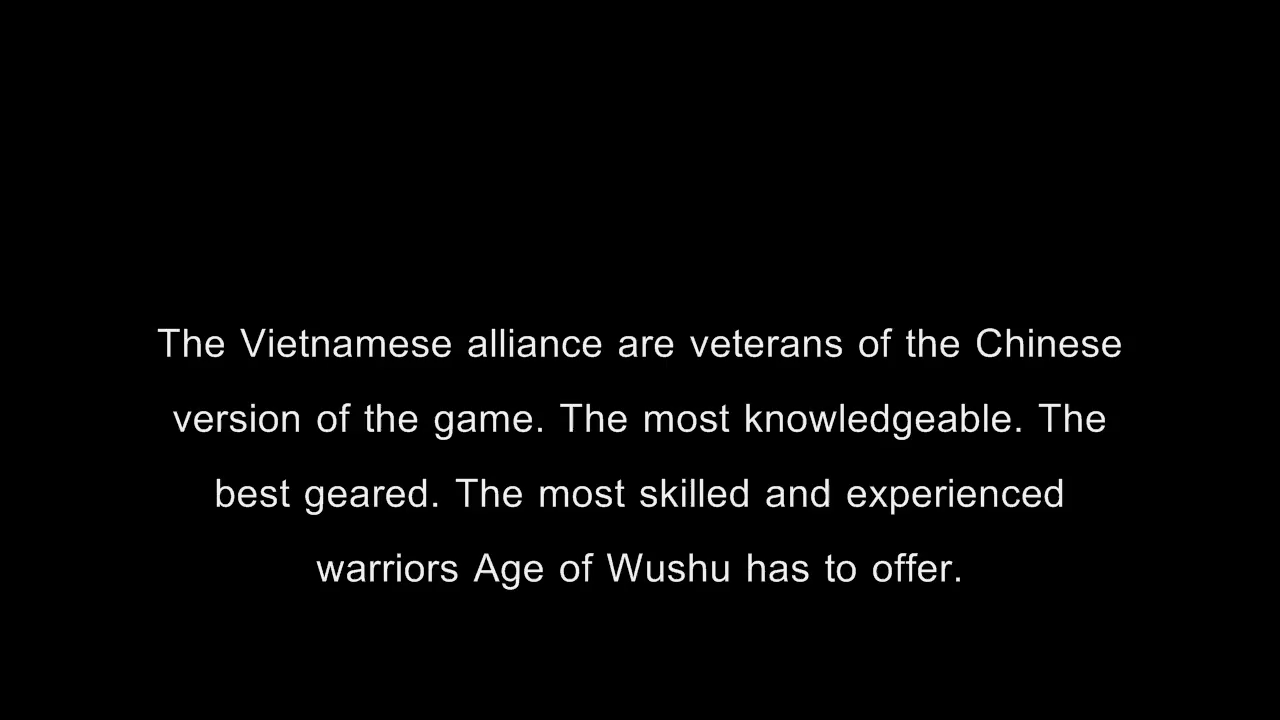 The Vietnamese alliance are veterans of the Chinese
version of the game. The most knowledgeable. The
best geared. The most skilled and experienced
warriors Age of Wushu has to offer.